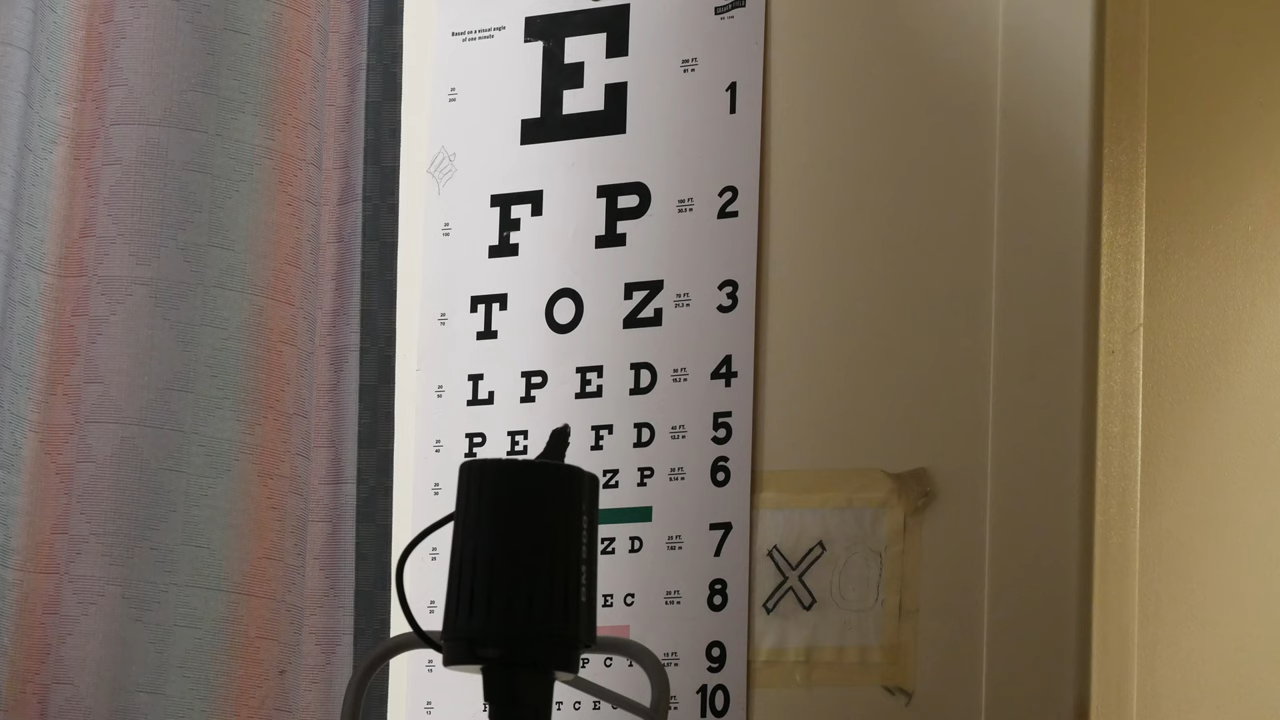 Based on a visual angle
of one minute
E
20
200
200 FT.
61 m
1
F P
20
100
100 FT.
30.5 m
2
T O Z
20
70
70 FT.
21.3 m
3
L P E D
20
50
50 FT.
15.2 m
4
P E F D
20
40
40 FT.
12.2 m
5
Z P
20
30
30 FT.
9.14 m
6
Z D
20
25
25 FT.
7.62 m
7
E C
20
20
20 FT.
6.10 m
8
P C T
20
15
15 FT.
9
T C E
20
13
10
X O